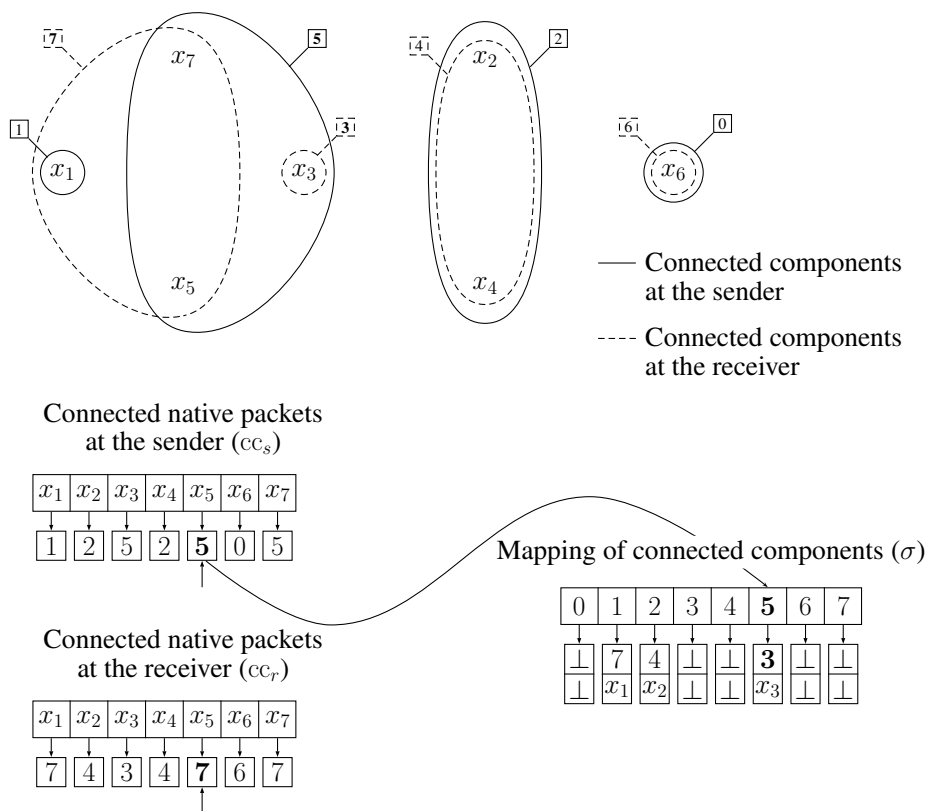 7 5 4 2
x₇ x₂
1 3 6 0
x₁ x₃ x₆
x₅ x₄
Connected components
at the sender
Connected components
at the receiver
Connected native packets
at the sender (cc_s)
x₁ x₂ x₃ x₄ x₅ x₆ x₇
1 2 5 2 5 0 5
Mapping of connected components (σ)
0 1 2 3 4 5 6 7
⊥ 7 4 ⊥ ⊥ 3 ⊥ ⊥
⊥ x₁ x₂ ⊥ ⊥ x₃ ⊥ ⊥
Connected native packets
at the receiver (cc_r)
x₁ x₂ x₃ x₄ x₅ x₆ x₇
7 4 3 4 7 6 7